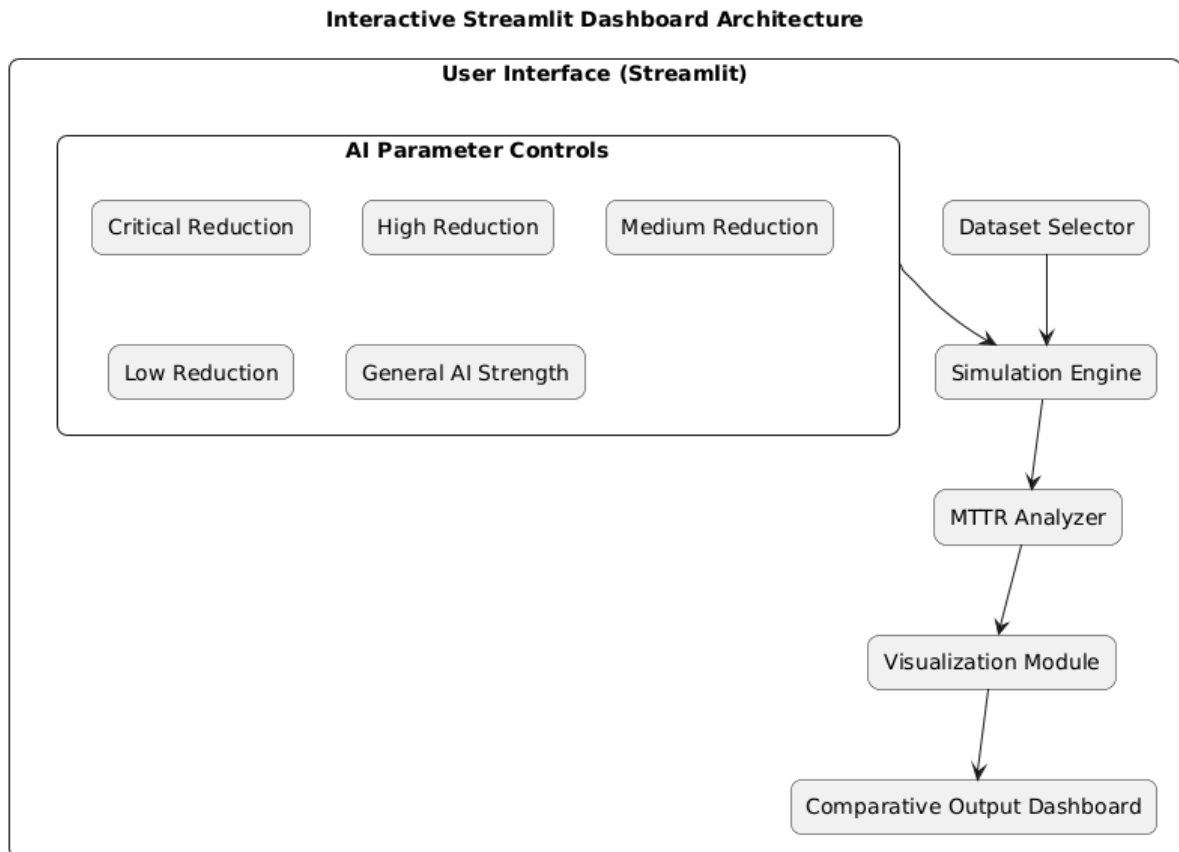 Interactive Streamlit Dashboard Architecture
User Interface (Streamlit)
AI Parameter Controls
Critical Reduction
High Reduction
Medium Reduction
Dataset Selector
Low Reduction
General AI Strength
Simulation Engine
MTTR Analyzer
Visualization Module
Comparative Output Dashboard